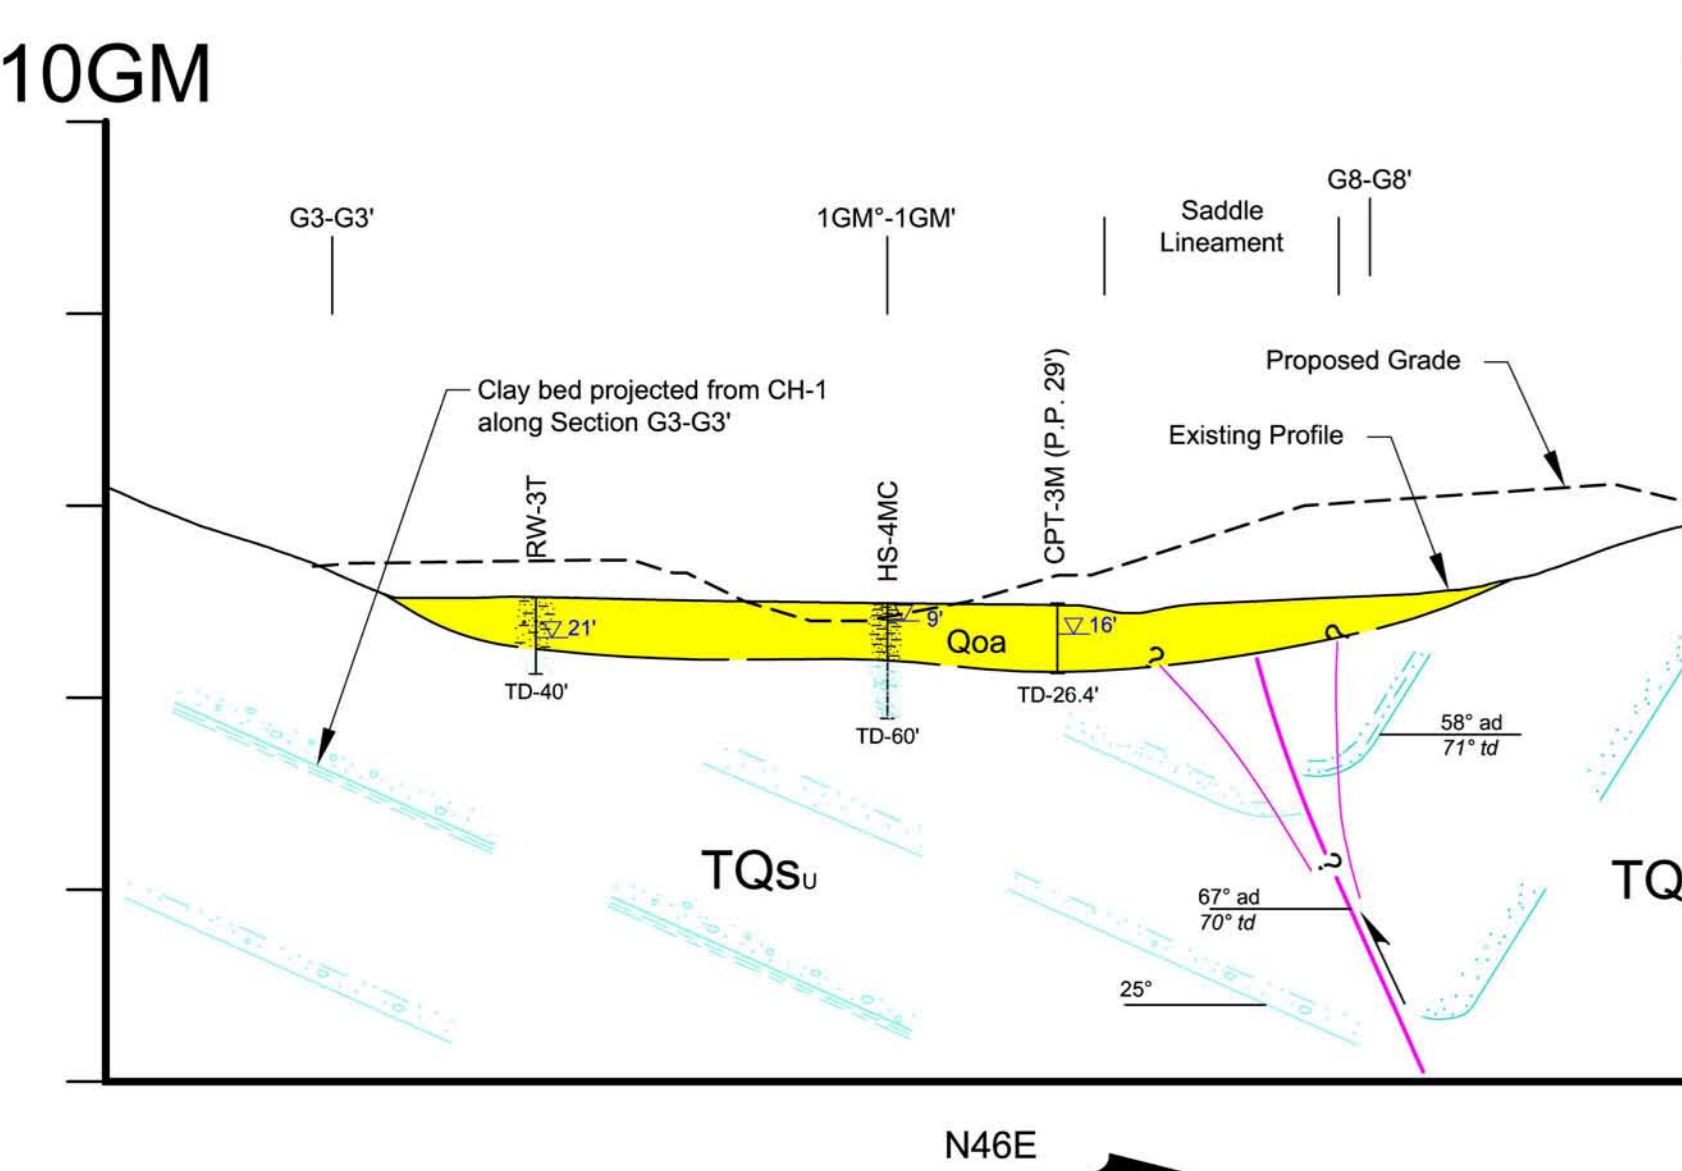 10GM
G8-G8'
G3-G3'
1GM°-1GM'
Saddle
Lineament
Proposed Grade
Clay bed projected from CH-1
along Section G3-G3'
Existing Profile
RW-3T
HS-4MC
CPT-3M (P.P. 29')
21'
9'
16'
Qoa
?
?
TD-40'
TD-26.4'
TD-60'
58° ad
71° td
TQsU
?
TQ
67° ad
70° td
25°
N46E